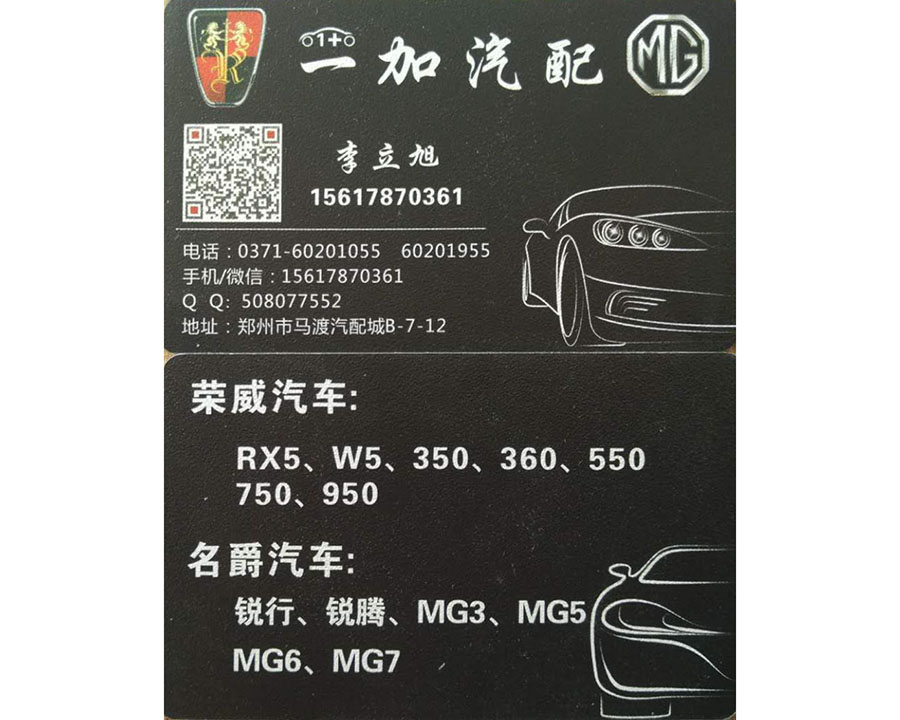 1+
一加汽配
MG
李立旭
15617870361
电话：0371-60201055 60201955
手机/微信：15617870361
Q Q：508077552
地址：郑州市马渡汽配城B-7-12
荣威汽车:
RX5、W5、350、360、550
750、950
名爵汽车:
锐行、锐腾、MG3、MG5
MG6、MG7